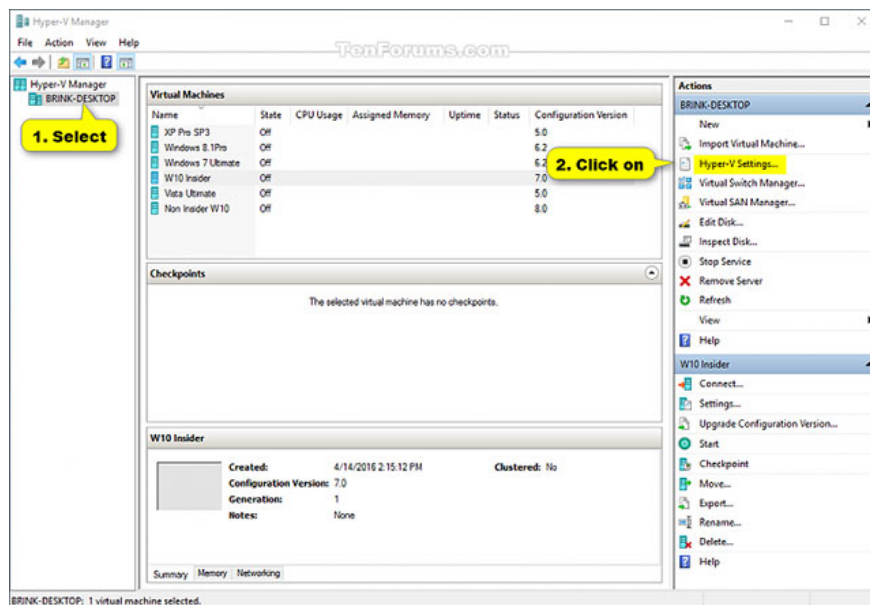 Hyper-V Manager
File Action View Help
TenForums.com
Hyper-V Manager
BRINK-DESKTOP
1. Select
Virtual Machines
Name State CPU Usage Assigned Memory Uptime Status Configuration Version
XP Pro SP3 Off 5.0
Windows 8.1Pro Off 6.2
Windows 7 Ultimate Off 6.2
W10 Insider Off 7.0
Vista Ultimate Off 5.0
Non Insider W10 Off 8.0
2. Click on
Checkpoints
The selected virtual machine has no checkpoints.
W10 Insider
Created: 4/14/2016 2:15:12 PM Clustered: No
Configuration Version: 7.0
Generation: 1
Notes: None
Summary Memory Networking
Actions
BRINK-DESKTOP
New
Import Virtual Machine...
Hyper-V Settings...
Virtual Switch Manager...
Virtual SAN Manager...
Edit Disk...
Inspect Disk...
Stop Service
Remove Server
Refresh
View
Help
W10 Insider
Connect...
Settings...
Upgrade Configuration Version...
Start
Checkpoint
Move...
Export...
Rename...
Delete...
Help
BRINK-DESKTOP: 1 virtual machine selected.